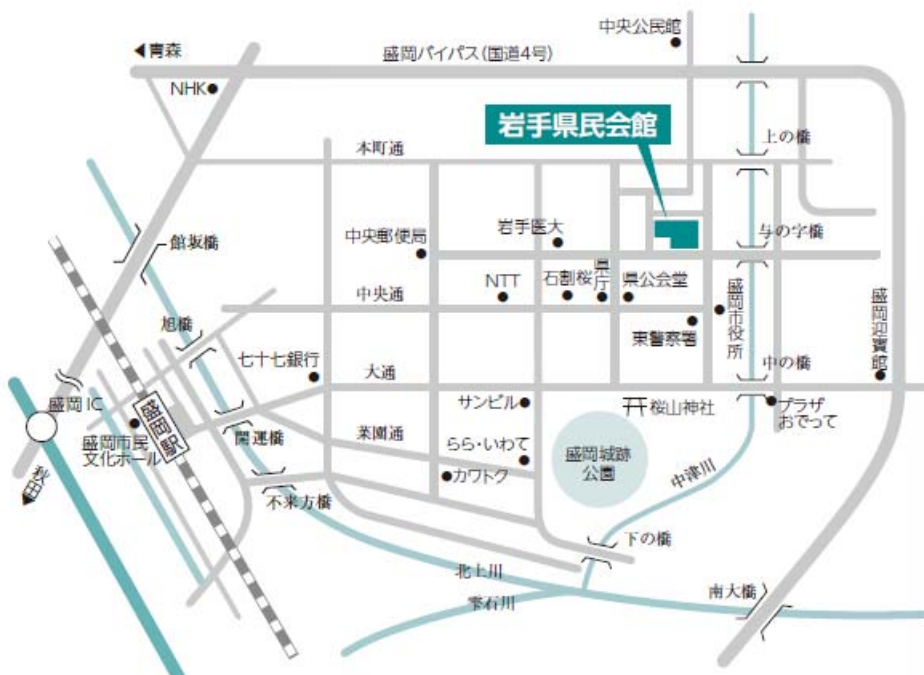 中央公民館
◀青森
盛岡バイパス(国道4号)
NHK
岩手県民会館
本町通
上の橋
館坂橋
中央郵便局
岩手医大
与の字橋
NTT
石割桜
県庁
県公会堂
中央通
旭橋
東警察署
盛岡市役所
盛岡迎賓館
七十七銀行
大通
中の橋
盛岡IC
盛岡駅
サンビル
桜山神社
プラザ
おでって
盛岡市民
文化ホール
開運橋
菜園通
らら・いわて
盛岡城跡
公園
カワトク
中津川
秋田
不来方橋
下の橋
北上川
雫石川
南大橋